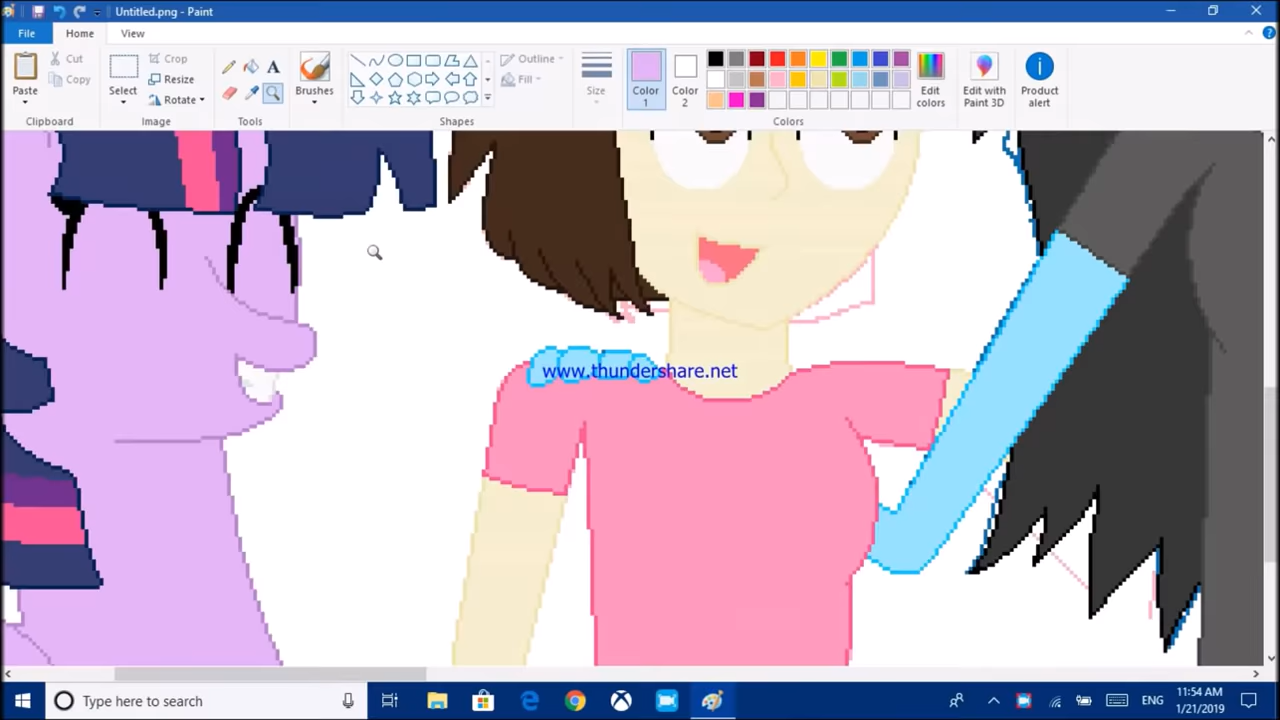 Untitled.png - Paint
File Home View
Paste Cut Copy Clipboard
Select Crop Resize Rotate Image
A Tools
Brushes
Outline Fill Shapes
Size
Color 1 Color 2 Edit colors Colors
Edit with Paint 3D
Product alert
www.thundershare.net
Type here to search
ENG
11:54 AM
1/21/2019